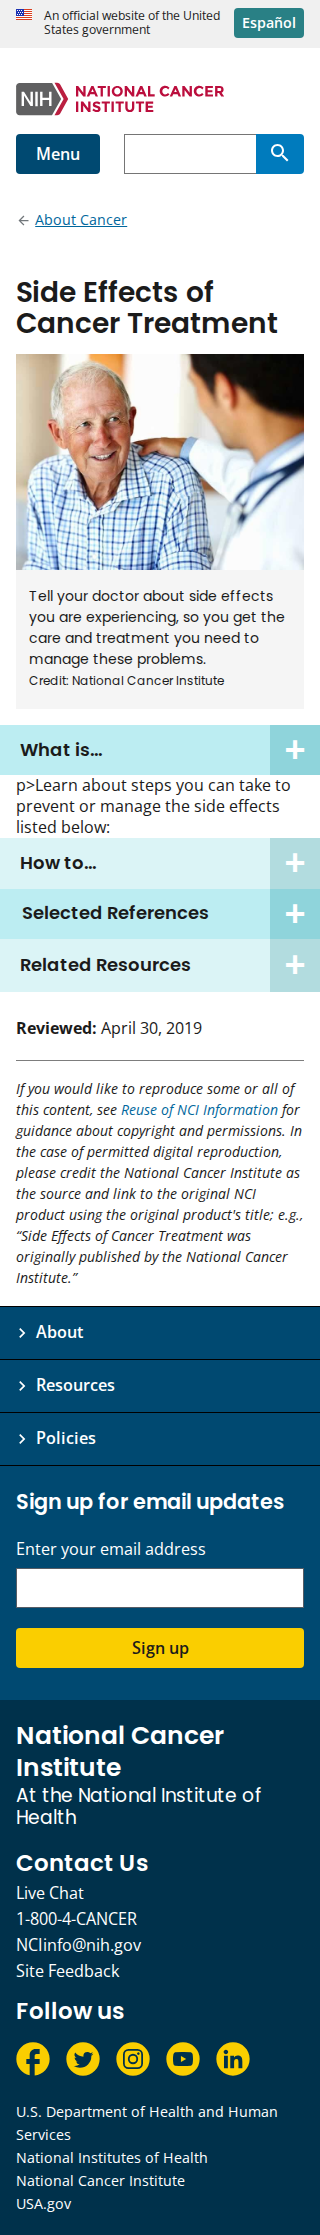 An official website of the United
States government
Español
NIH
NATIONAL CANCER
INSTITUTE
Menu
About Cancer
Side Effects of
Cancer Treatment
Tell your doctor about side effects
you are experiencing, so you get the
care and treatment you need to
manage these problems.
Credit: National Cancer Institute
What is...
p>Learn about steps you can take to
prevent or manage the side effects
listed below:
How to...
Selected References
Related Resources
Reviewed: April 30, 2019
If you would like to reproduce some or all of
this content, see Reuse of NCI Information for
guidance about copyright and permissions. In
the case of permitted digital reproduction,
please credit the National Cancer Institute as
the source and link to the original NCI
product using the original product's title; e.g.,
“Side Effects of Cancer Treatment was
originally published by the National Cancer
Institute.”
About
Resources
Policies
Sign up for email updates
Enter your email address
Sign up
National Cancer
Institute
At the National Institute of
Health
Contact Us
Live Chat
1-800-4-CANCER
NCIinfo@nih.gov
Site Feedback
Follow us
U.S. Department of Health and Human
Services
National Institutes of Health
National Cancer Institute
USA.gov